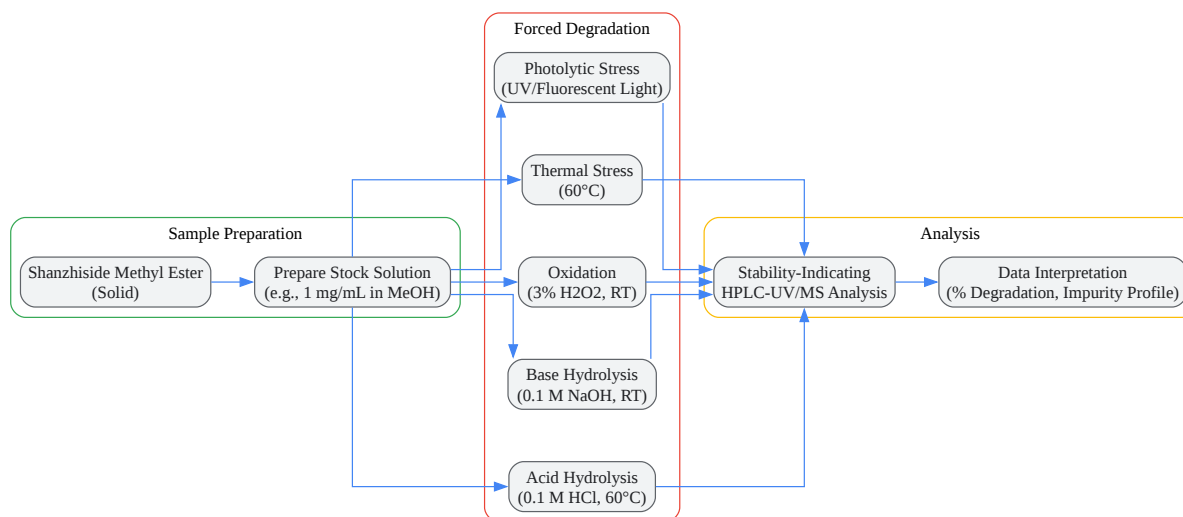 Forced Degradation
Photolytic Stress
(UV/Fluorescent Light)
Thermal Stress
(60°C)
Sample Preparation
Analysis
Shanzhiside Methyl Ester
(Solid)
Prepare Stock Solution
(e.g., 1 mg/mL in MeOH)
Oxidation
(3% H2O2, RT)
Stability-Indicating
HPLC-UV/MS Analysis
Data Interpretation
(% Degradation, Impurity Profile)
Base Hydrolysis
(0.1 M NaOH, RT)
Acid Hydrolysis
(0.1 M HCl, 60°C)